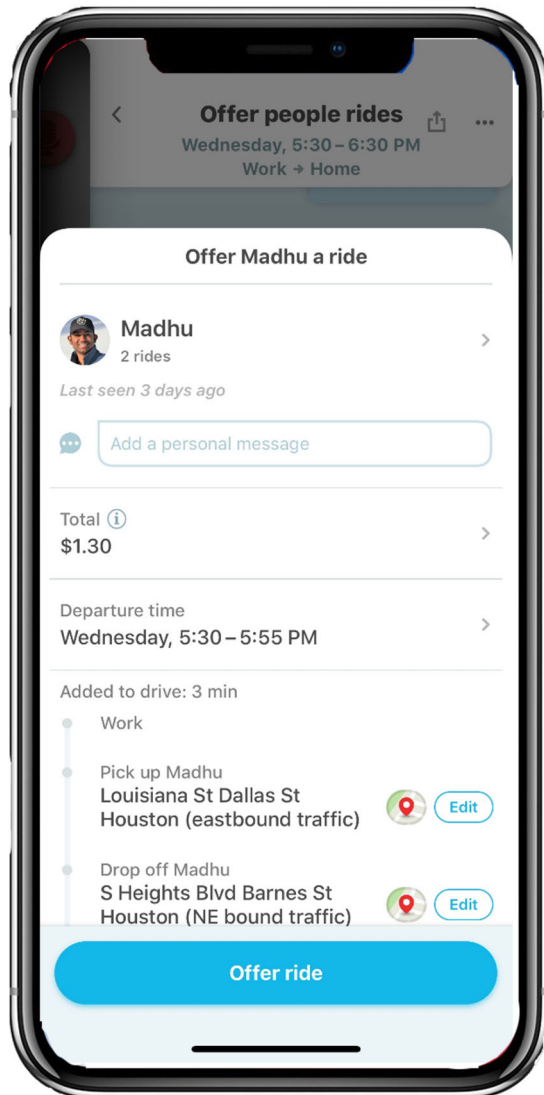 Offer people rides
Wednesday, 5:30 – 6:30 PM
Work → Home
Offer Madhu a ride
Madhu
2 rides
Last seen 3 days ago
Add a personal message
Total
$1.30
Departure time
Wednesday, 5:30 – 5:55 PM
Added to drive: 3 min
Work
Pick up Madhu
Louisiana St Dallas St
Houston (eastbound traffic)
Edit
Drop off Madhu
S Heights Blvd Barnes St
Houston (NE bound traffic)
Edit
Offer ride